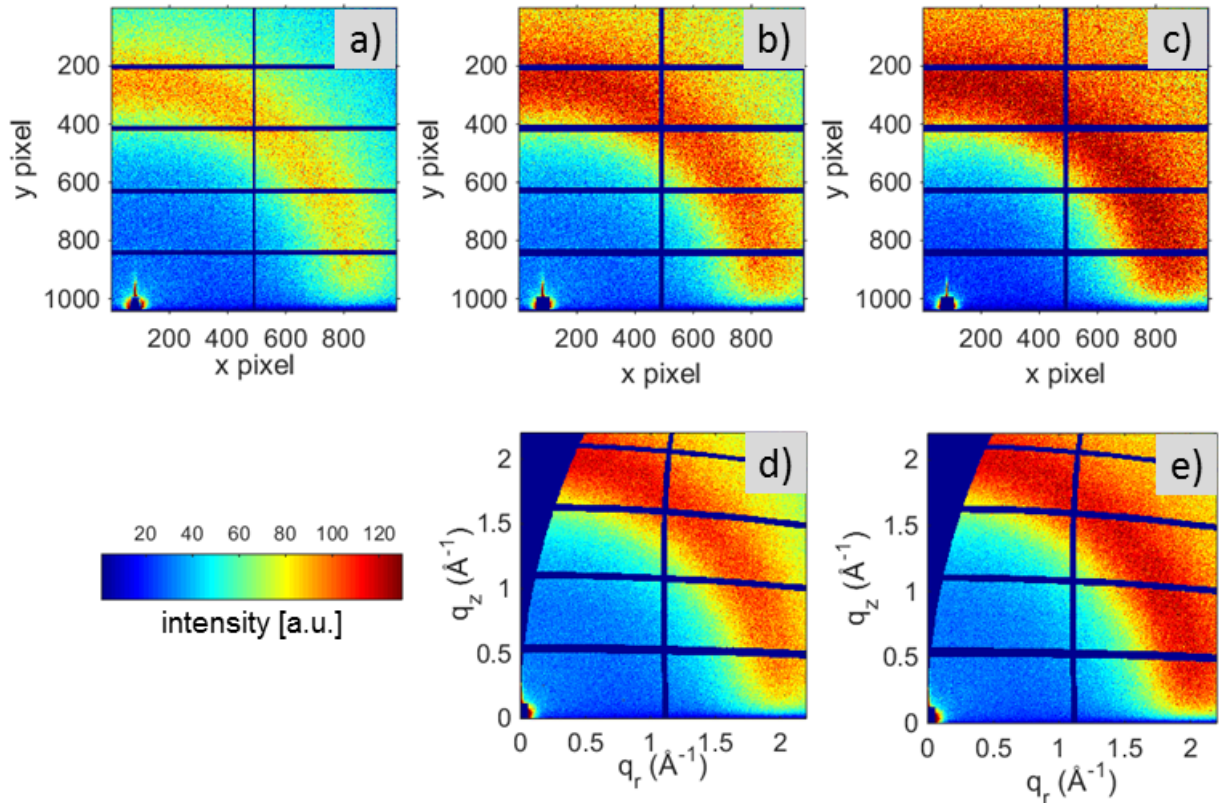 a)
b)
c)
200
400
600
800
1000
y pixel
200 400 600 800
x pixel
200
400
600
800
1000
y pixel
200 400 600 800
x pixel
200
400
600
800
1000
y pixel
200 400 600 800
x pixel
20 40 60 80 100 120
intensity [a.u.]
d)
2
1.5
1
0.5
0
q_z (Å⁻¹)
0 0.5 1 1.5 2
q_r (Å⁻¹)
e)
2
1.5
1
0.5
0
q_z (Å⁻¹)
0 0.5 1 1.5 2
q_r (Å⁻¹)